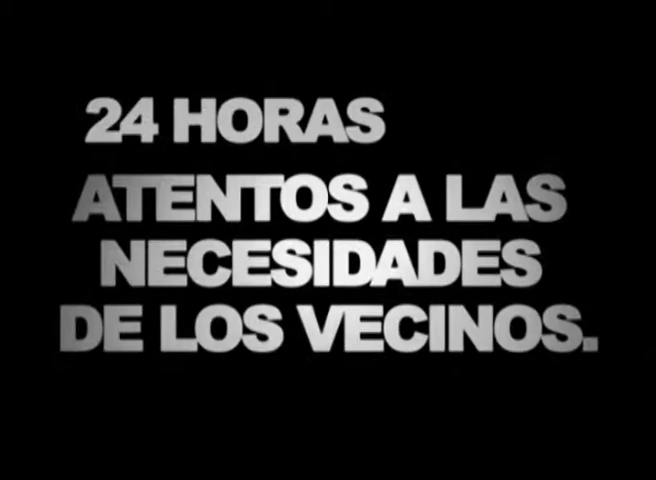 24 HORAS
ATENTOS A LAS
NECESIDADES
DE LOS VECINOS.